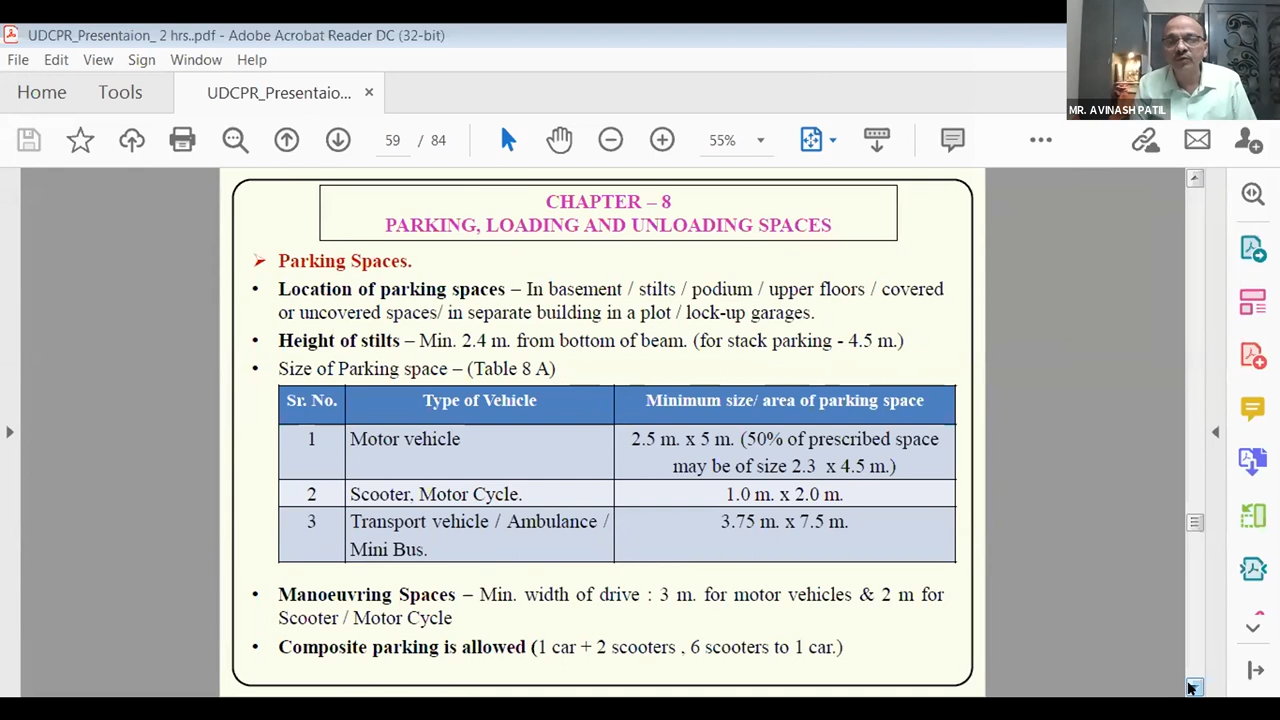 UDCPR_Presentaion_ 2 hrs..pdf - Adobe Acrobat Reader DC (32-bit)
File Edit View Sign Window Help
Home Tools UDCPR_Presentaio... ×
59 / 84 55%
MR. AVINASH PATIL
CHAPTER – 8
PARKING, LOADING AND UNLOADING SPACES
➢ Parking Spaces.
• Location of parking spaces – In basement / stilts / podium / upper floors / covered
or uncovered spaces/ in separate building in a plot / lock-up garages.
• Height of stilts – Min. 2.4 m. from bottom of beam. (for stack parking - 4.5 m.)
• Size of Parking space – (Table 8 A)
Sr. No. Type of Vehicle Minimum size/ area of parking space
1 Motor vehicle 2.5 m. x 5 m. (50% of prescribed space
may be of size 2.3 x 4.5 m.)
2 Scooter, Motor Cycle. 1.0 m. x 2.0 m.
3 Transport vehicle / Ambulance / 3.75 m. x 7.5 m.
Mini Bus.
• Manoeuvring Spaces – Min. width of drive : 3 m. for motor vehicles & 2 m for
Scooter / Motor Cycle
• Composite parking is allowed (1 car + 2 scooters , 6 scooters to 1 car.)